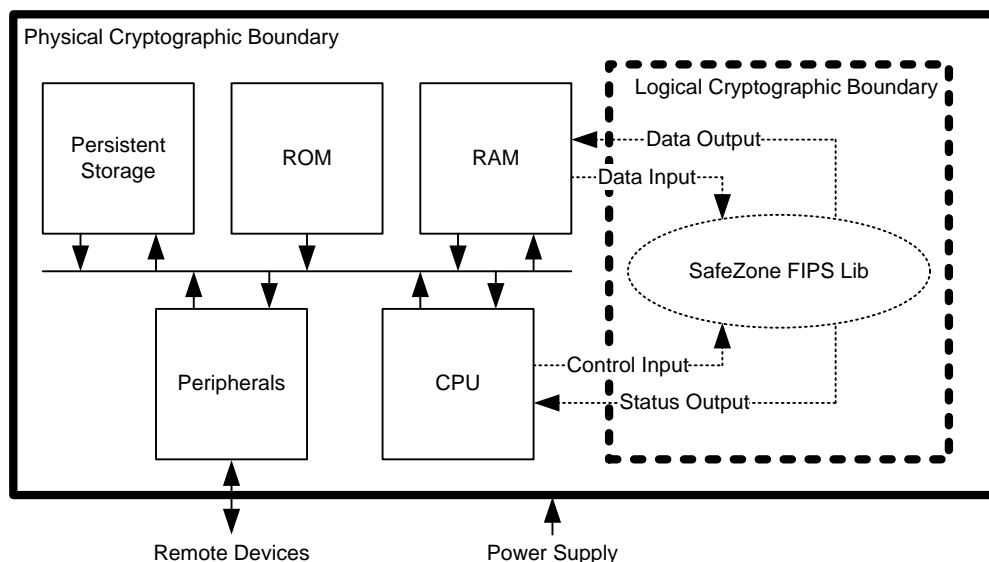 Physical Cryptographic Boundary
Logical Cryptographic Boundary
Persistent
Storage
ROM
RAM
Data Output
Data Input
SafeZone FIPS Lib
Peripherals
CPU
Control Input
Status Output
Remote Devices
Power Supply